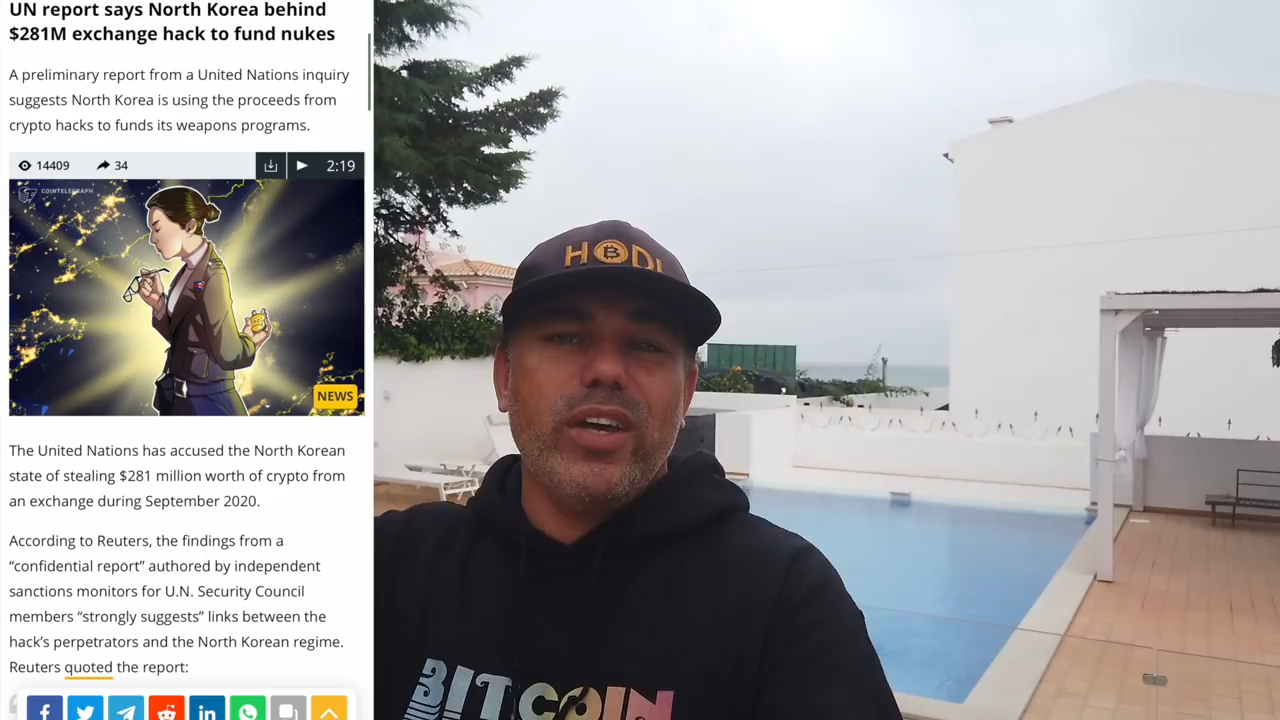 UN report says North Korea behind
$281M exchange hack to fund nukes
A preliminary report from a United Nations inquiry
suggests North Korea is using the proceeds from
crypto hacks to funds its weapons programs.
14409 34 2:19
COINTELEGRAPH
NEWS
The United Nations has accused the North Korean
state of stealing $281 million worth of crypto from
an exchange during September 2020.
According to Reuters, the findings from a
“confidential report” authored by independent
sanctions monitors for U.N. Security Council
members “strongly suggests” links between the
hack’s perpetrators and the North Korean regime.
Reuters quoted the report:
HODL
BITCOIN